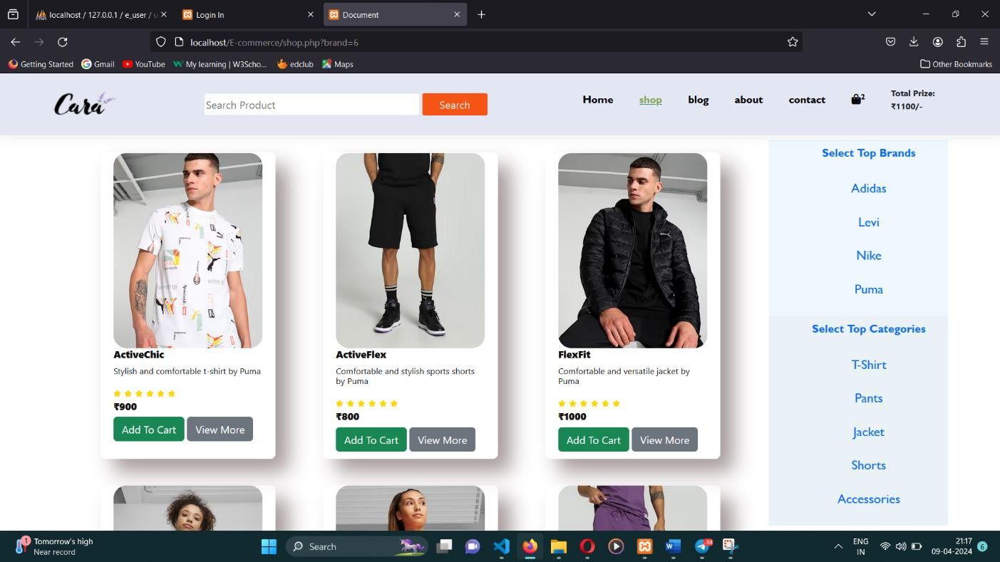 localhost / 127.0.0.1 / e_user / u
Login In
Document
localhost/E-commerce/shop.php?brand=6
Getting Started
Gmail
YouTube
My learning | W3Scho...
edclub
Maps
Other Bookmarks
Cara
Search Product
Search
Home
shop
blog
about
contact
2
Total Prize:
₹1100/-
ActiveChic
Stylish and comfortable t-shirt by Puma
₹900
Add To Cart
View More
ActiveFlex
Comfortable and stylish sports shorts
by Puma
₹800
Add To Cart
View More
FlexFit
Comfortable and versatile jacket by
Puma
₹1000
Add To Cart
View More
Select Top Brands
Adidas
Levi
Nike
Puma
Select Top Categories
T-Shirt
Pants
Jacket
Shorts
Accessories
1
Tomorrow's high
Near record
Search
ENG
IN
21:17
09-04-2024
6